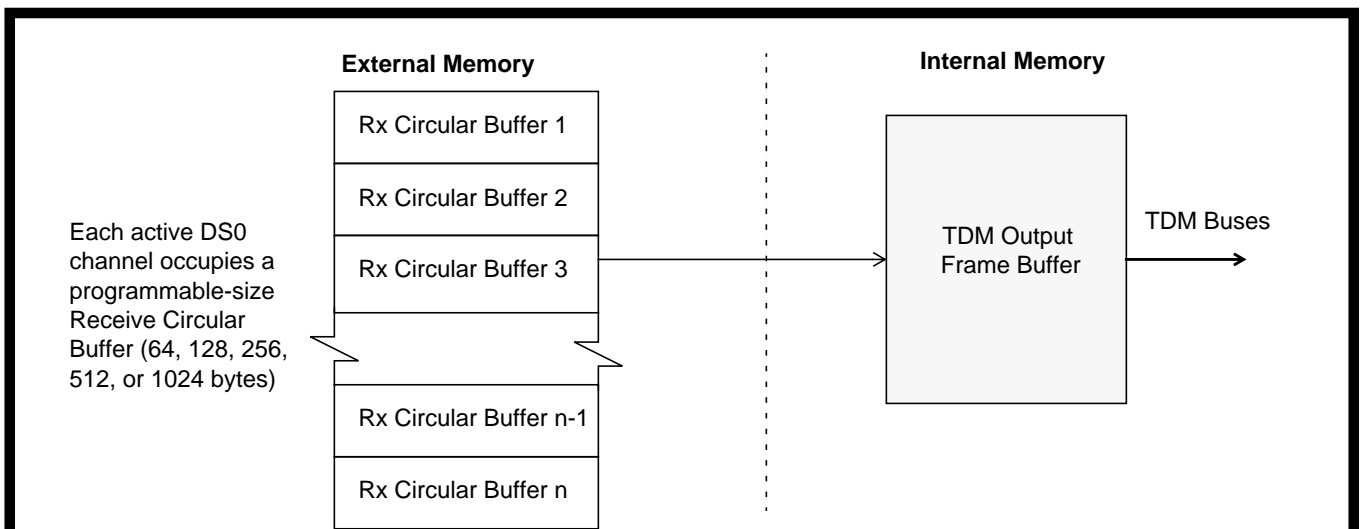 External Memory
Internal Memory
Rx Circular Buffer 1
Rx Circular Buffer 2
Rx Circular Buffer 3
Each active DS0
channel occupies a
programmable-size
Receive Circular
Buffer (64, 128, 256,
512, or 1024 bytes)
Rx Circular Buffer n-1
Rx Circular Buffer n
TDM Output
Frame Buffer
TDM Buses